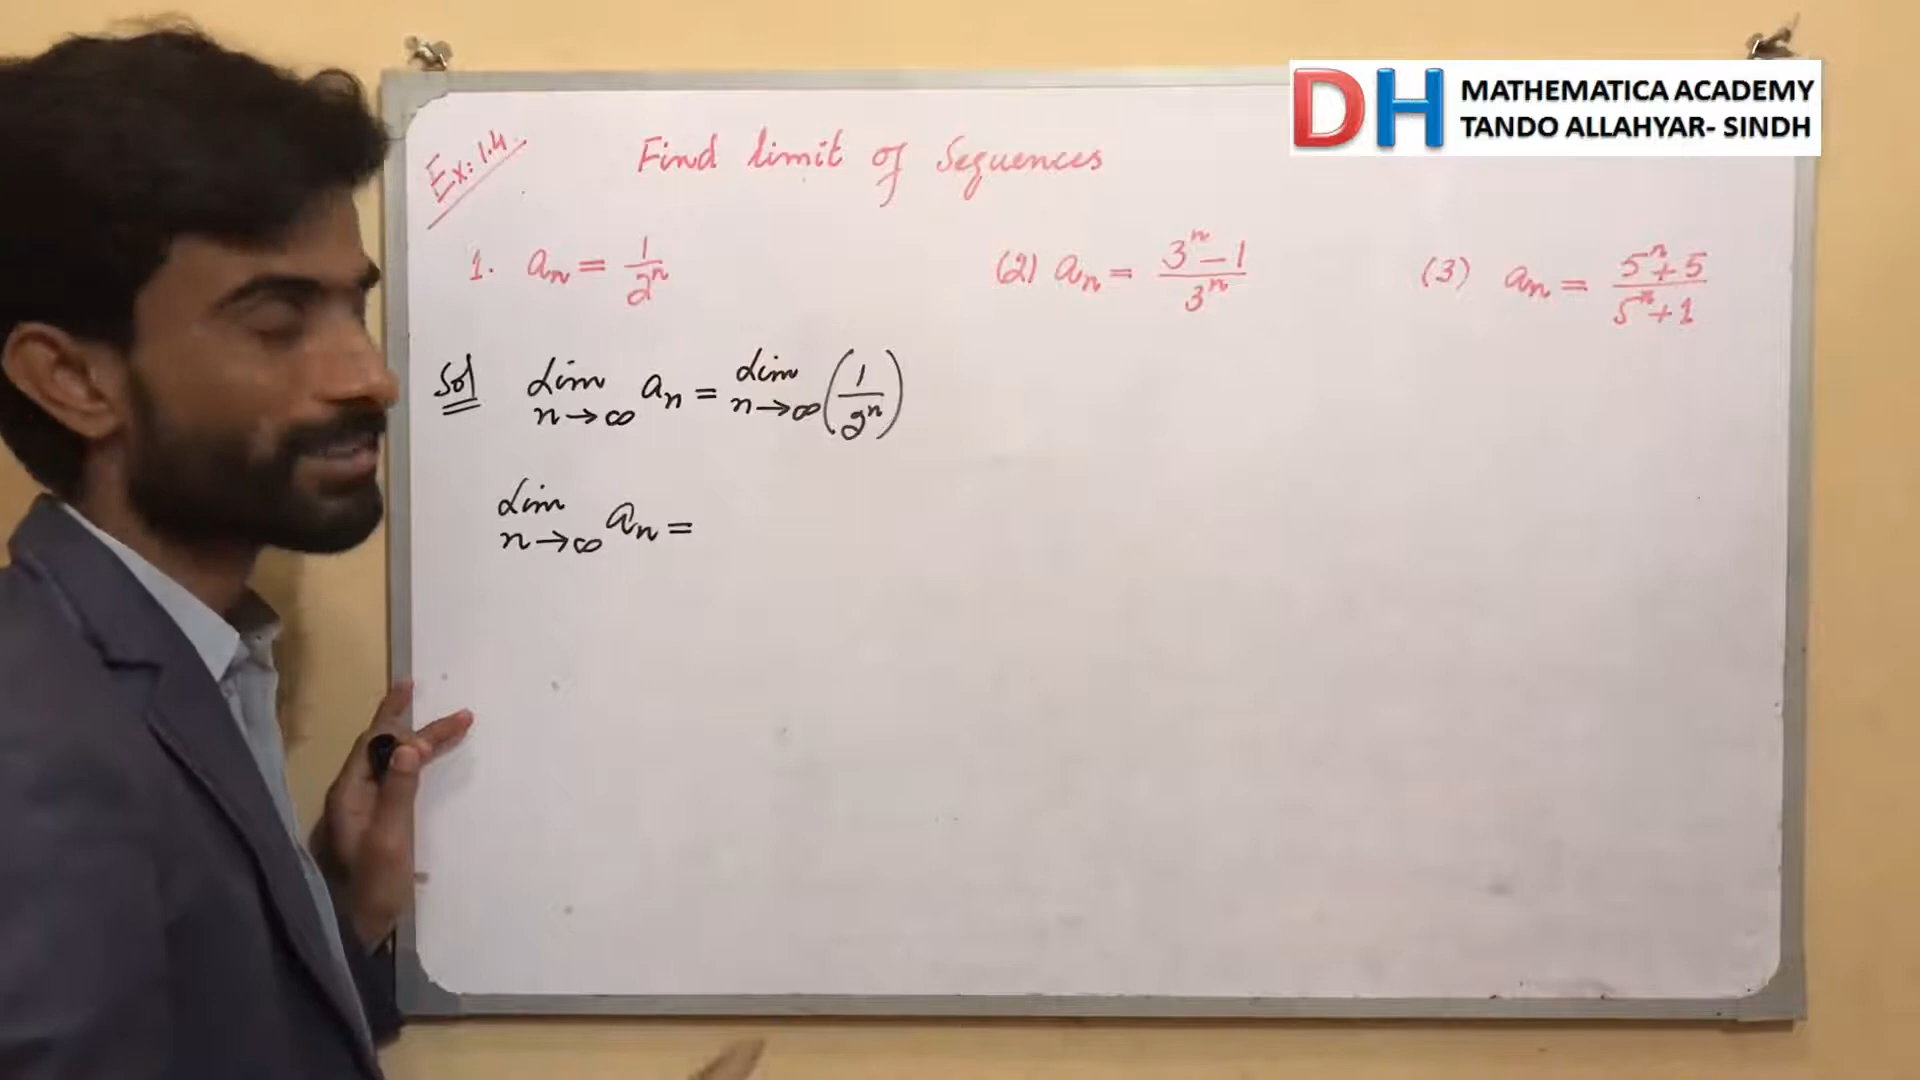 DH MATHEMATICA ACADEMY
TANDO ALLAHYAR- SINDH
Ex: 1.4.
Find limit of Sequences
1. aₙ = 1/2ⁿ
(2) aₙ = (3ⁿ - 1)/3ⁿ
(3) aₙ = (5ⁿ + 5)/(5ⁿ + 1)
Sol Lim n→∞ aₙ = Lim n→∞ (1/2ⁿ)
Lim n→∞ aₙ =